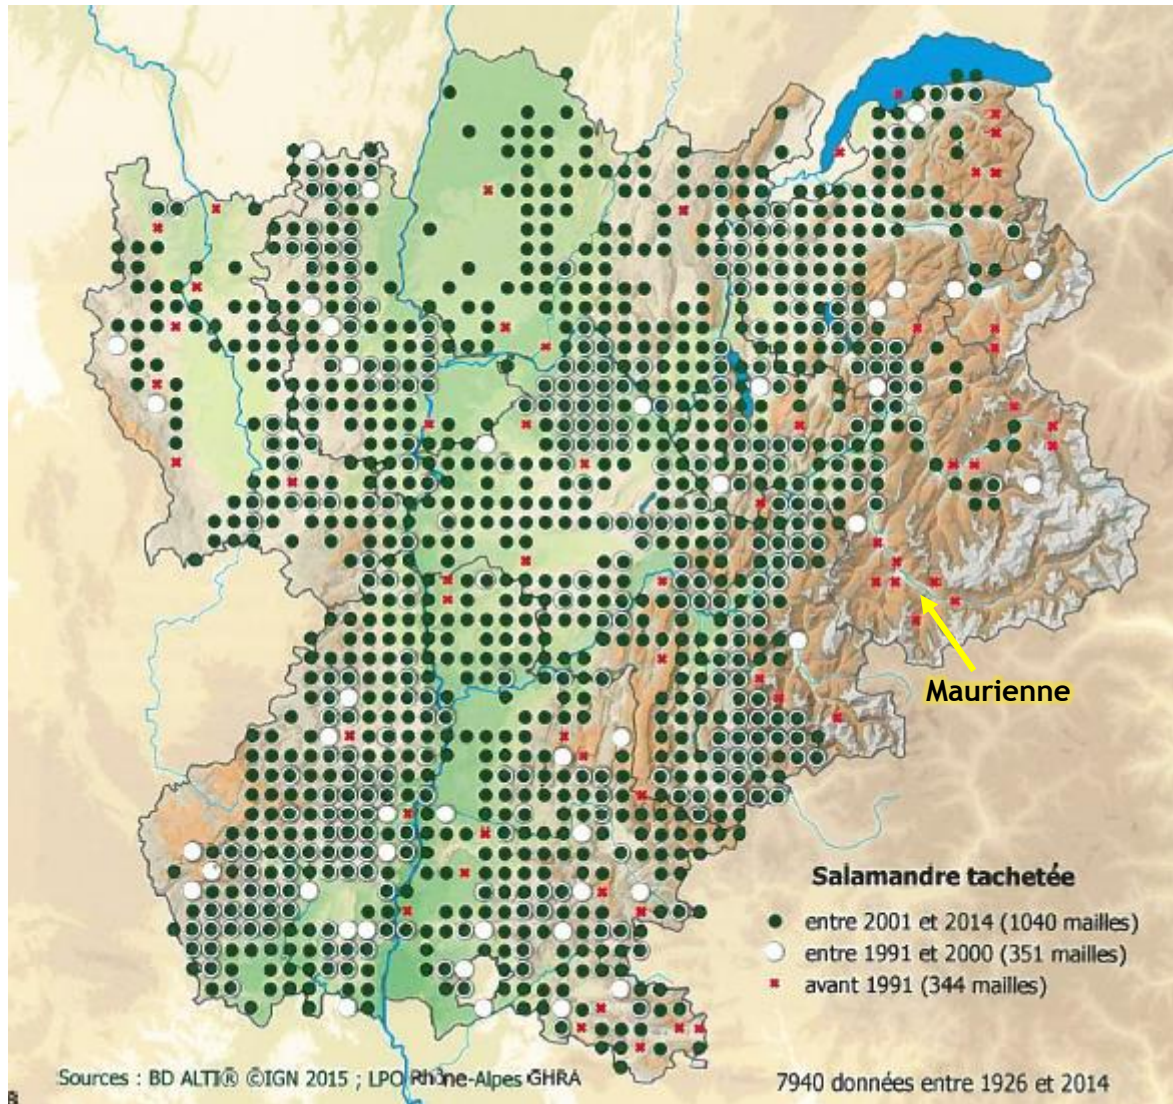 Maurienne
Salamandre tachetée
entre 2001 et 2014 (1040 mailles)
entre 1991 et 2000 (351 mailles)
avant 1991 (344 mailles)
Sources : BD ALTI® ©IGN 2015 ; LPO Rhône-Alpes GHRA
7940 données entre 1926 et 2014